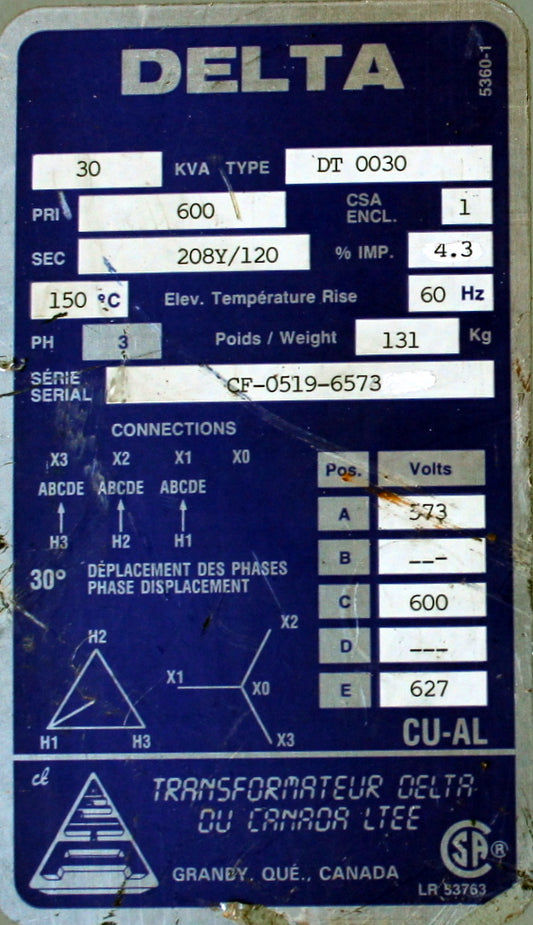 DELTA
5360-1
30 KVA TYPE DT 0030
PRI 600 CSA ENCL. 1
SEC 208Y/120 % IMP. 4.3
150 °C Elev. Température Rise 60 Hz
PH 3 Poids / Weight 131 Kg
SÉRIE
SERIAL CF-0519-6573
CONNECTIONS
X3 X2 X1 X0
ABCDE ABCDE ABCDE
H3 H2 H1
30° DÉPLACEMENT DES PHASES
PHASE DISPLACEMENT
Pos. Volts
A 573
B ---
C 600
D ---
E 627
H2
H1 H3
X2
X1 X0
X3
CU-AL
TRANSFORMATEUR DELTA
DU CANADA LTEE
GRANBY, QUÉ., CANADA
CSA ®
LR 53763